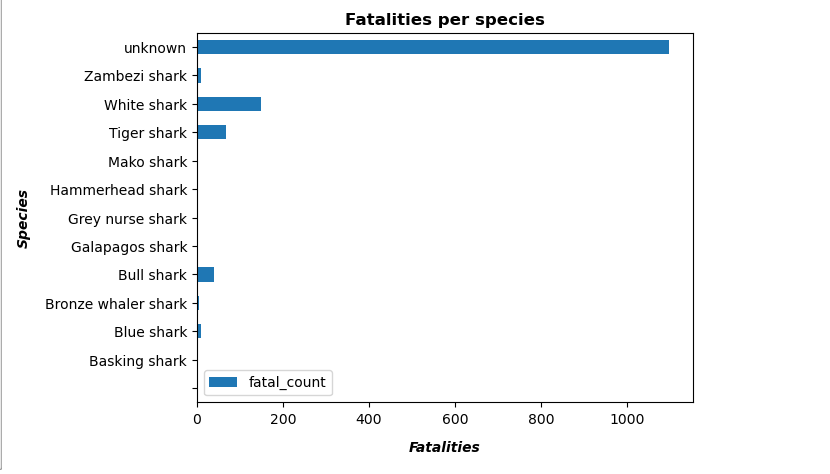 Fatalities per species
unknown
Zambezi shark
White shark
Tiger shark
Mako shark
Hammerhead shark
Grey nurse shark
Galapagos shark
Bull shark
Bronze whaler shark
Blue shark
Basking shark
Species
fatal_count
0 200 400 600 800 1000
Fatalities